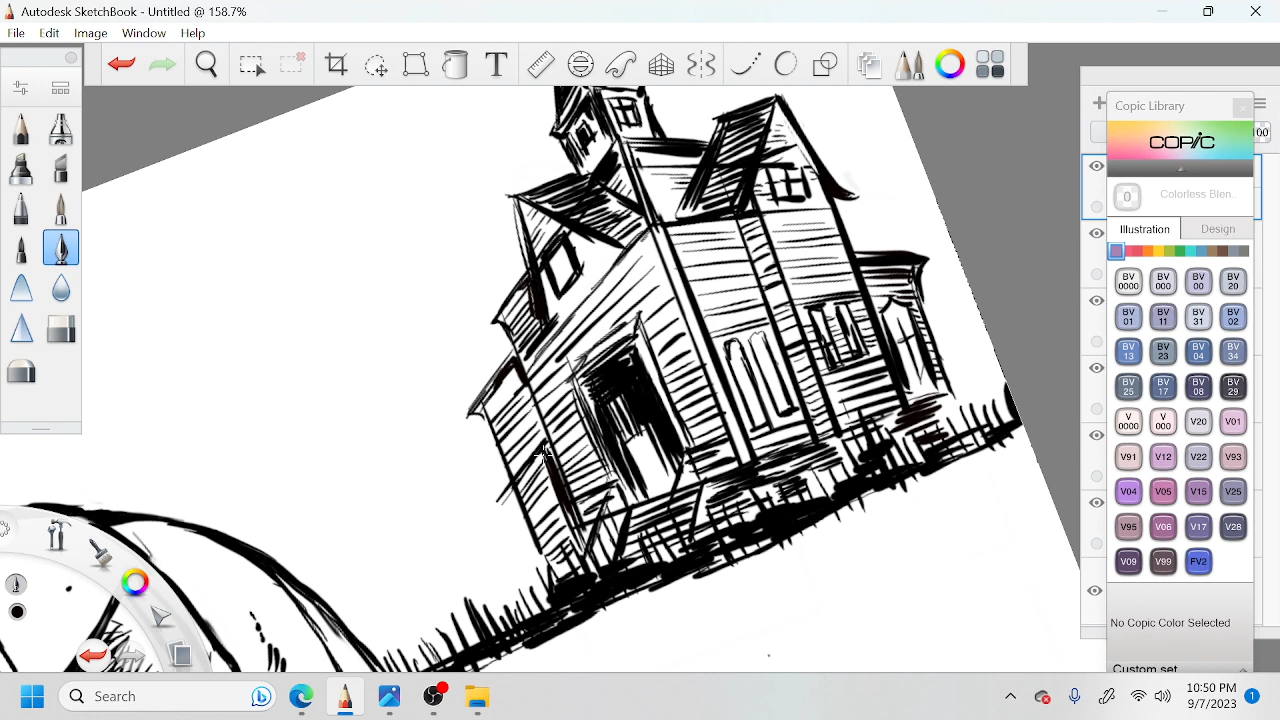 Autodesk SketchBook - Untitled @ 158.7%
File Edit Image Window Help
T
Copic Library
COPIC
0 Colorless Blen..
Illustration Design
BV 0000 BV 000 BV 00 BV 20
BV 01 BV 11 BV 31 BV 02
BV 13 BV 23 BV 04 BV 34
BV 25 BV 17 BV 08 BV 29
V 0000 V 000 V20 V01
V91 V12 V22 V93
V04 V05 V15 V25
V95 V06 V17 V28
V09 V99 FV2
No Copic Color Selected
Custom set
Search
10:50 PM
9/7/2023
1